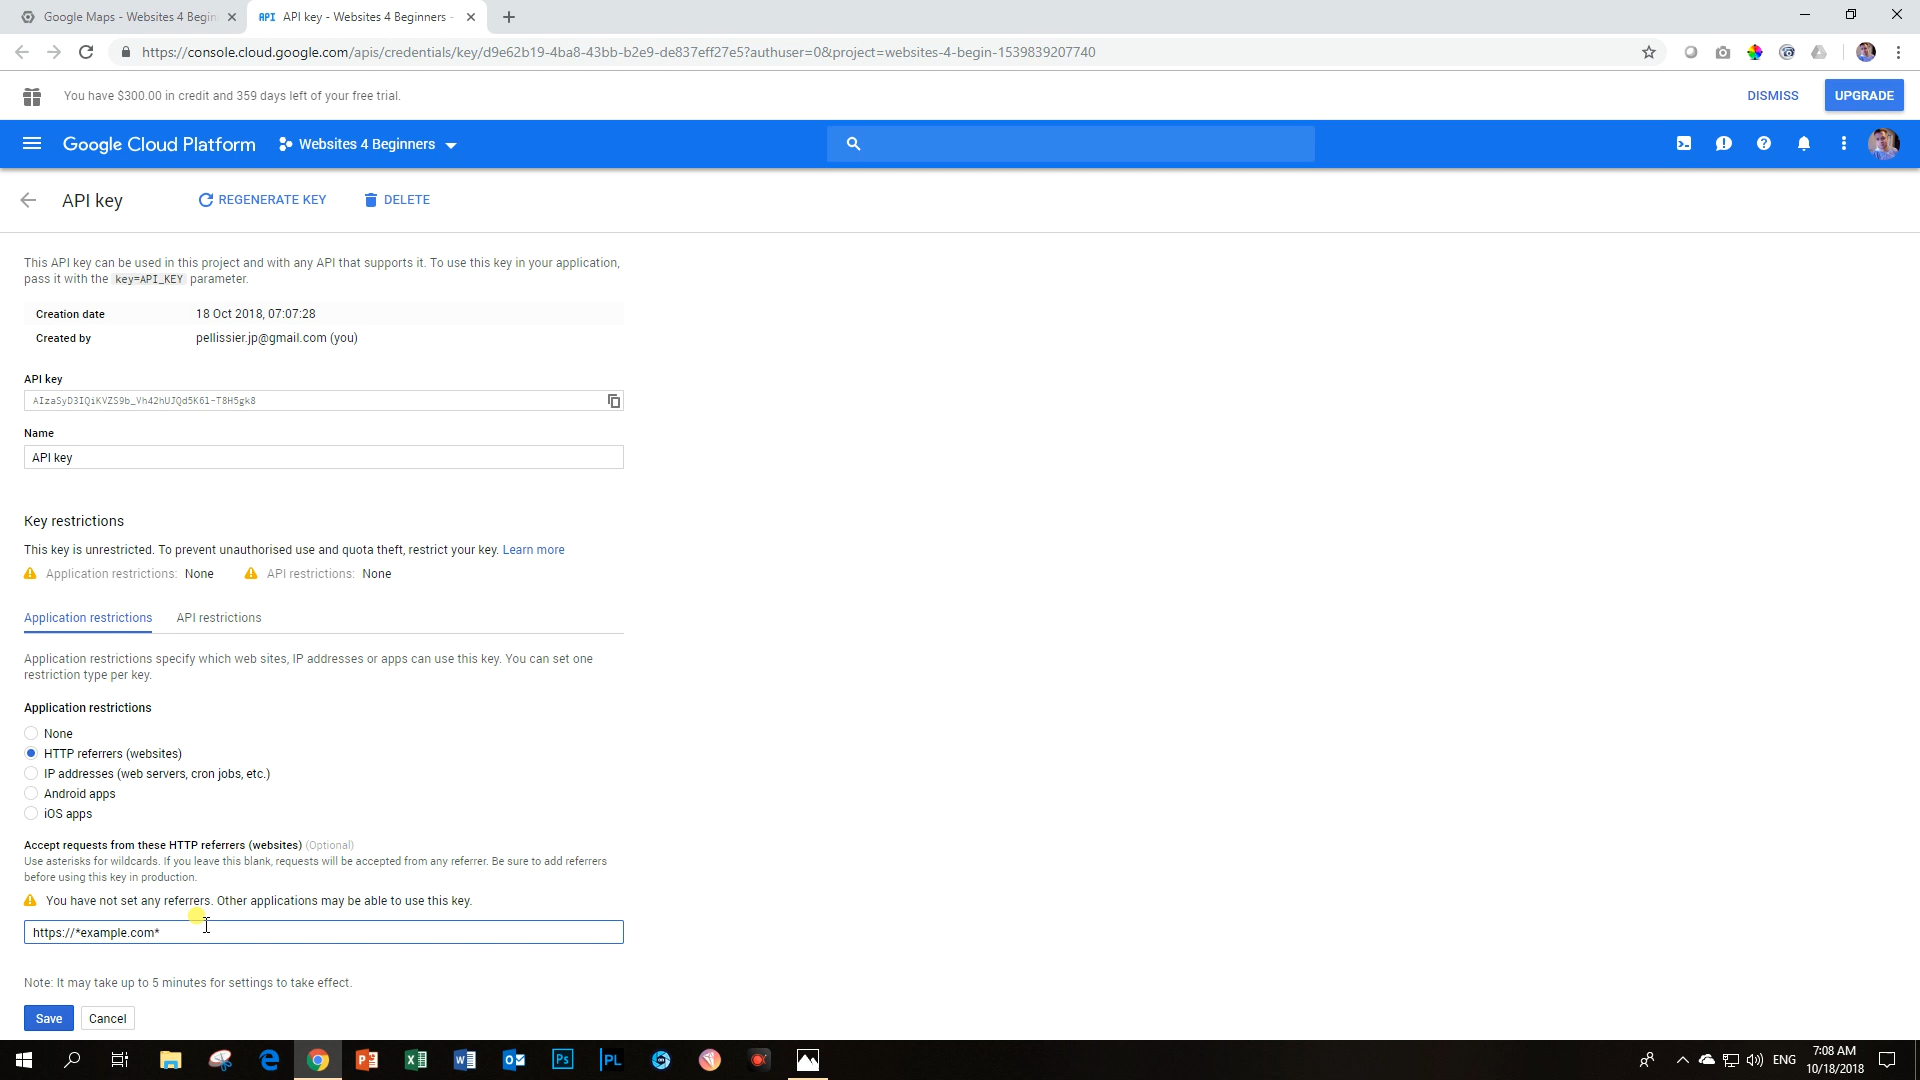 Google Maps - Websites 4 Begin
API API key - Websites 4 Beginners -
https://console.cloud.google.com/apis/credentials/key/d9e62b19-4ba8-43bb-b2e9-de837eff27e5?authuser=0&project=websites-4-begin-1539839207740
You have $300.00 in credit and 359 days left of your free trial.
DISMISS
UPGRADE
Google Cloud Platform
Websites 4 Beginners
API key
REGENERATE KEY
DELETE
This API key can be used in this project and with any API that supports it. To use this key in your application,
pass it with the key=API_KEY parameter.
Creation date 18 Oct 2018, 07:07:28
Created by pellissier.jp@gmail.com (you)
API key
AIzaSyD3IQiKVZS9b_Vh42hUJQd5K6l-T8H5gk8
Name
API key
Key restrictions
This key is unrestricted. To prevent unauthorised use and quota theft, restrict your key. Learn more
Application restrictions: None API restrictions: None
Application restrictions API restrictions
Application restrictions specify which web sites, IP addresses or apps can use this key. You can set one
restriction type per key.
Application restrictions
None
HTTP referrers (websites)
IP addresses (web servers, cron jobs, etc.)
Android apps
iOS apps
Accept requests from these HTTP referrers (websites) (Optional)
Use asterisks for wildcards. If you leave this blank, requests will be accepted from any referrer. Be sure to add referrers
before using this key in production.
You have not set any referrers. Other applications may be able to use this key.
https://*example.com*
Note: It may take up to 5 minutes for settings to take effect.
Save Cancel
Ps
PL
ENG
7:08 AM
10/18/2018